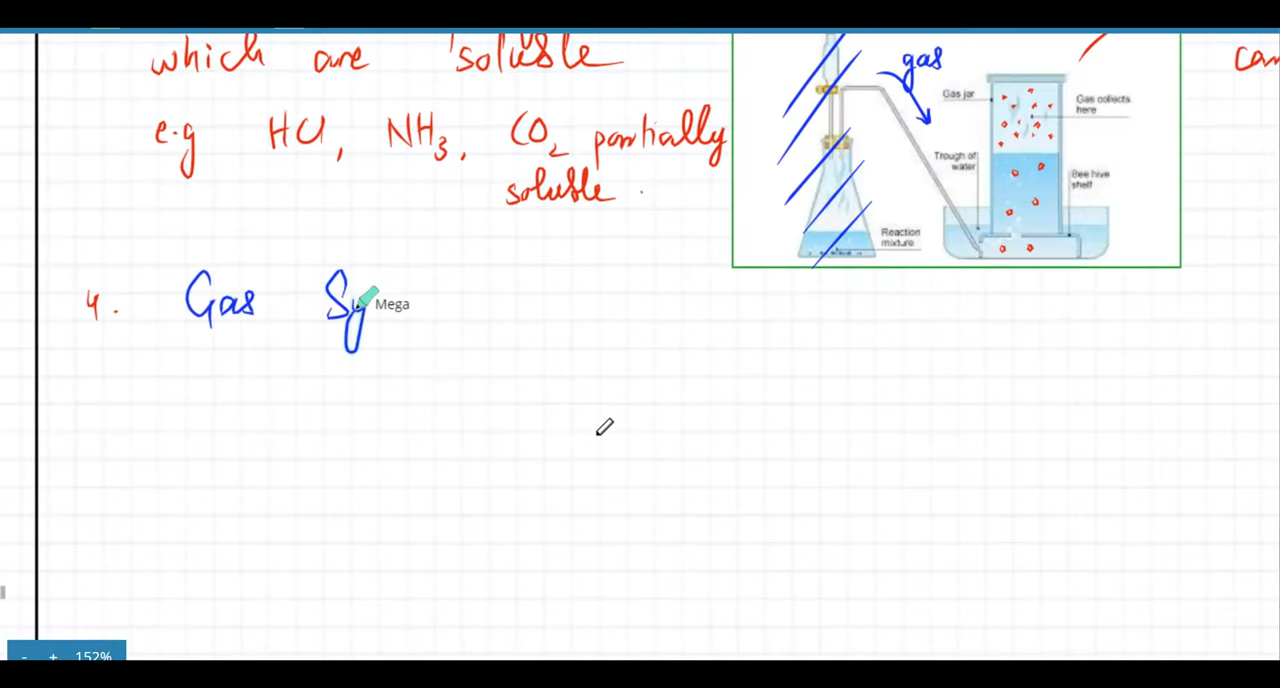 which are soluble
can
e.g HCl, NH3, CO2 partially
soluble.
gas
Gas jar
Gas collects
here
Trough of
water
Bee hive
shelf
Reaction
mixture
4. Gas Sy
Mega
- + 152%